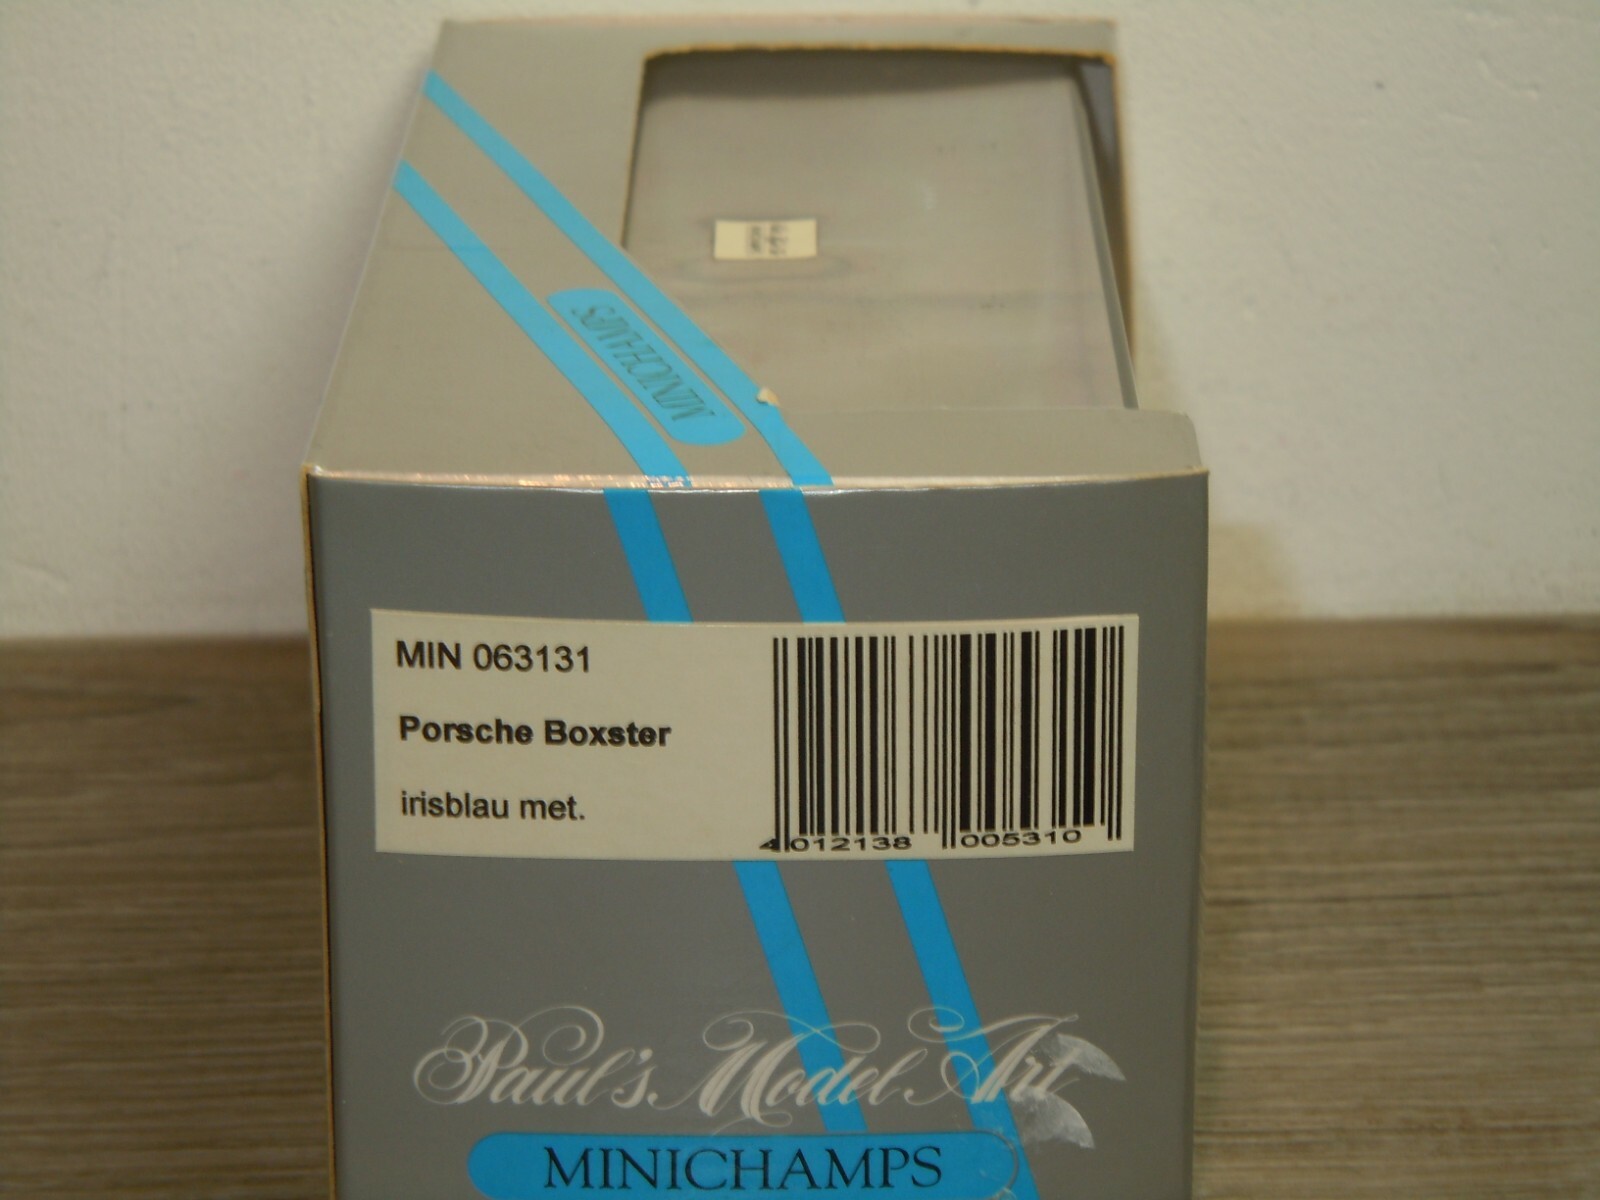 MINICHAMPS
MIN 063131
Porsche Boxster
irisblau met.
4 012138 005310
Paul's Model Art
MINICHAMPS